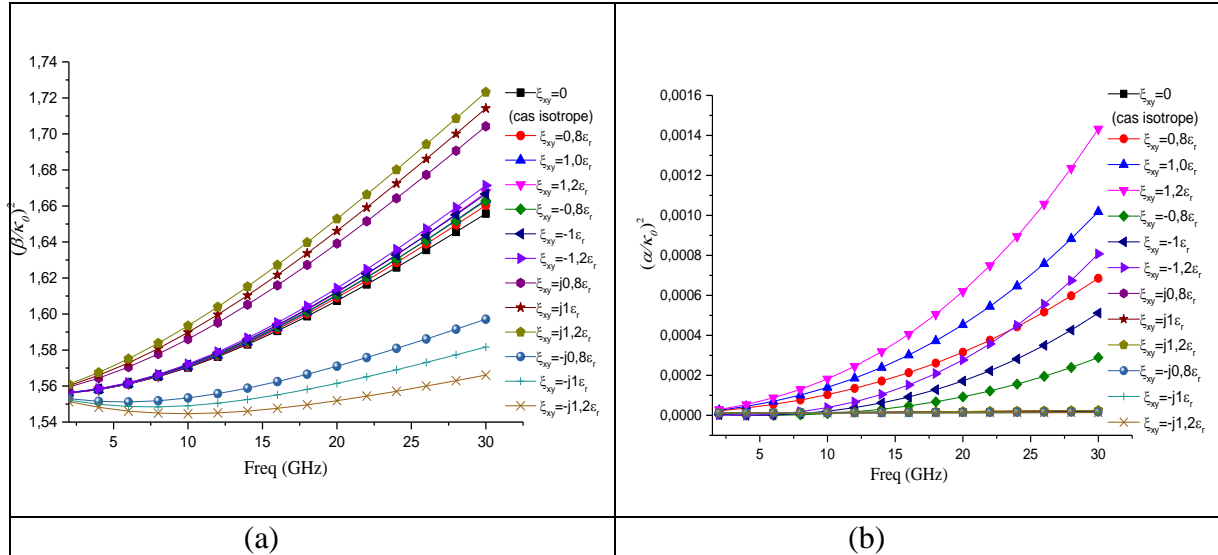 1,74
1,72
1,70
1,68
1,66
1,64
1,62
1,60
1,58
1,56
1,54
(β/κ₀)²
5 10 15 20 25 30
Freq (GHz)
ξxy=0
(cas isotrope)
ξxy=0,8εr
ξxy=1,0εr
ξxy=1,2εr
ξxy=-0,8εr
ξxy=-1εr
ξxy=-1,2εr
ξxy=j0,8εr
ξxy=j1εr
ξxy=j1,2εr
ξxy=-j0,8εr
ξxy=-j1εr
ξxy=-j1,2εr
(a)
0,0016
0,0014
0,0012
0,0010
0,0008
0,0006
0,0004
0,0002
0,0000
(α/κ₀)²
5 10 15 20 25 30
Freq (GHz)
ξxy=0
(cas isotrope)
ξxy=0,8εr
ξxy=1,0εr
ξxy=1,2εr
ξxy=-0,8εr
ξxy=-1εr
ξxy=-1,2εr
ξxy=j0,8εr
ξxy=j1εr
ξxy=j1,2εr
ξxy=-j0,8εr
ξxy=-j1εr
ξxy=-j1,2εr
(b)